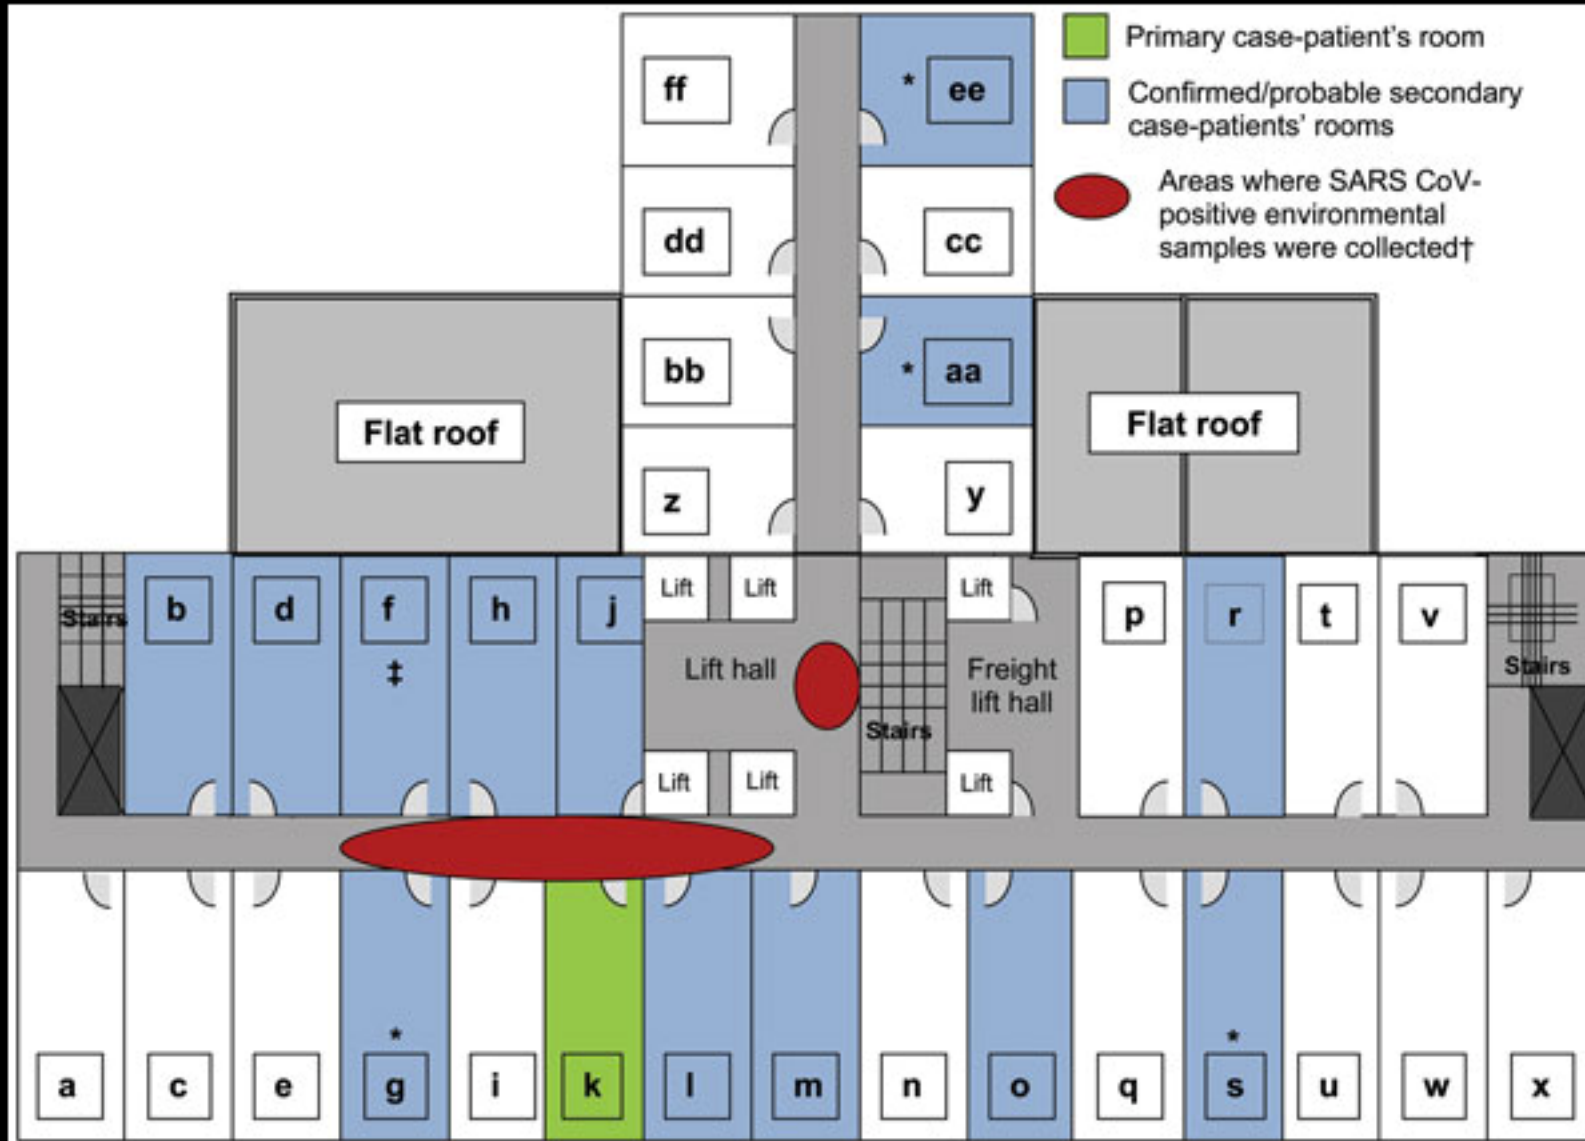 ff
* ee
Primary case-patient's room
Confirmed/probable secondary
case-patients' rooms
Areas where SARS CoV-
positive environmental
samples were collected†
dd
cc
bb
* aa
Flat roof
Flat roof
z
y
Stairs
b
d
f
‡
h
j
Lift
Lift
Lift hall
Lift
Lift
Stairs
Lift
Freight
lift hall
Lift
p
r
t
v
Stairs
a
c
e
*
g
i
k
l
m
n
o
q
*
s
u
w
x